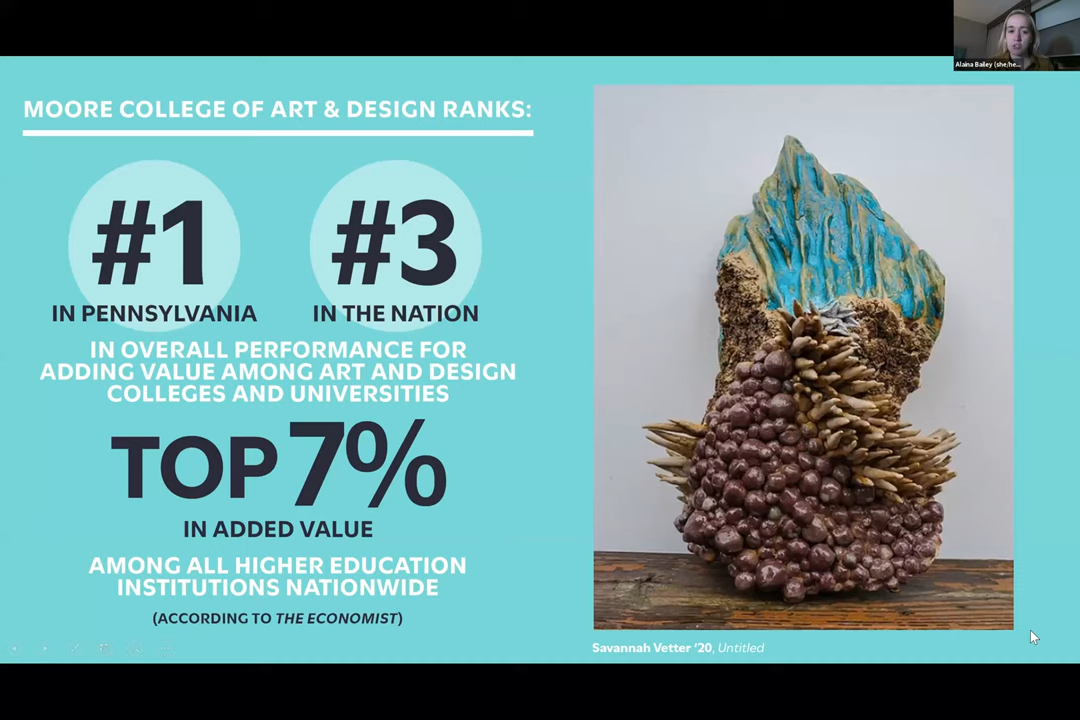 Alaina Bailey (she/he...
MOORE COLLEGE OF ART & DESIGN RANKS:
#1
#3
IN PENNSYLVANIA
IN THE NATION
IN OVERALL PERFORMANCE FOR
ADDING VALUE AMONG ART AND DESIGN
COLLEGES AND UNIVERSITIES
TOP 7%
IN ADDED VALUE
AMONG ALL HIGHER EDUCATION
INSTITUTIONS NATIONWIDE
(ACCORDING TO THE ECONOMIST)
Savannah Vetter '20, Untitled